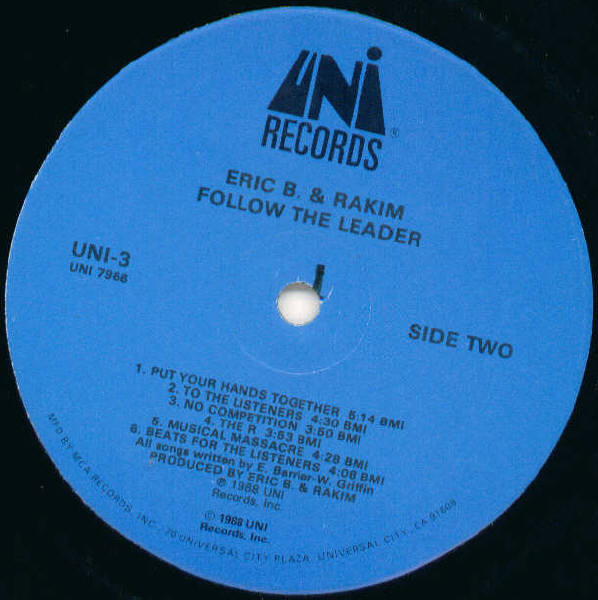 UNI
RECORDS®
ERIC B. & RAKIM
FOLLOW THE LEADER
UNI-3
UNI 7966
SIDE TWO
1. PUT YOUR HANDS TOGETHER 5:14 BMI
2. TO THE LISTENERS 4:30 BMI
3. NO COMPETITION 3:50 BMI
4. THE R 3:53 BMI
5. MUSICAL MASSACRE 4:28 BMI
6. BEATS FOR THE LISTENERS 4:08 BMI
All songs written by E. Barrier-W. Griffin
PRODUCED BY ERIC B. & RAKIM
℗ 1988 UNI
Records, Inc.
© 1988 UNI
Records, Inc.
MFD BY MCA RECORDS, INC., 70 UNIVERSAL CITY PLAZA, UNIVERSAL CITY, CA 91608